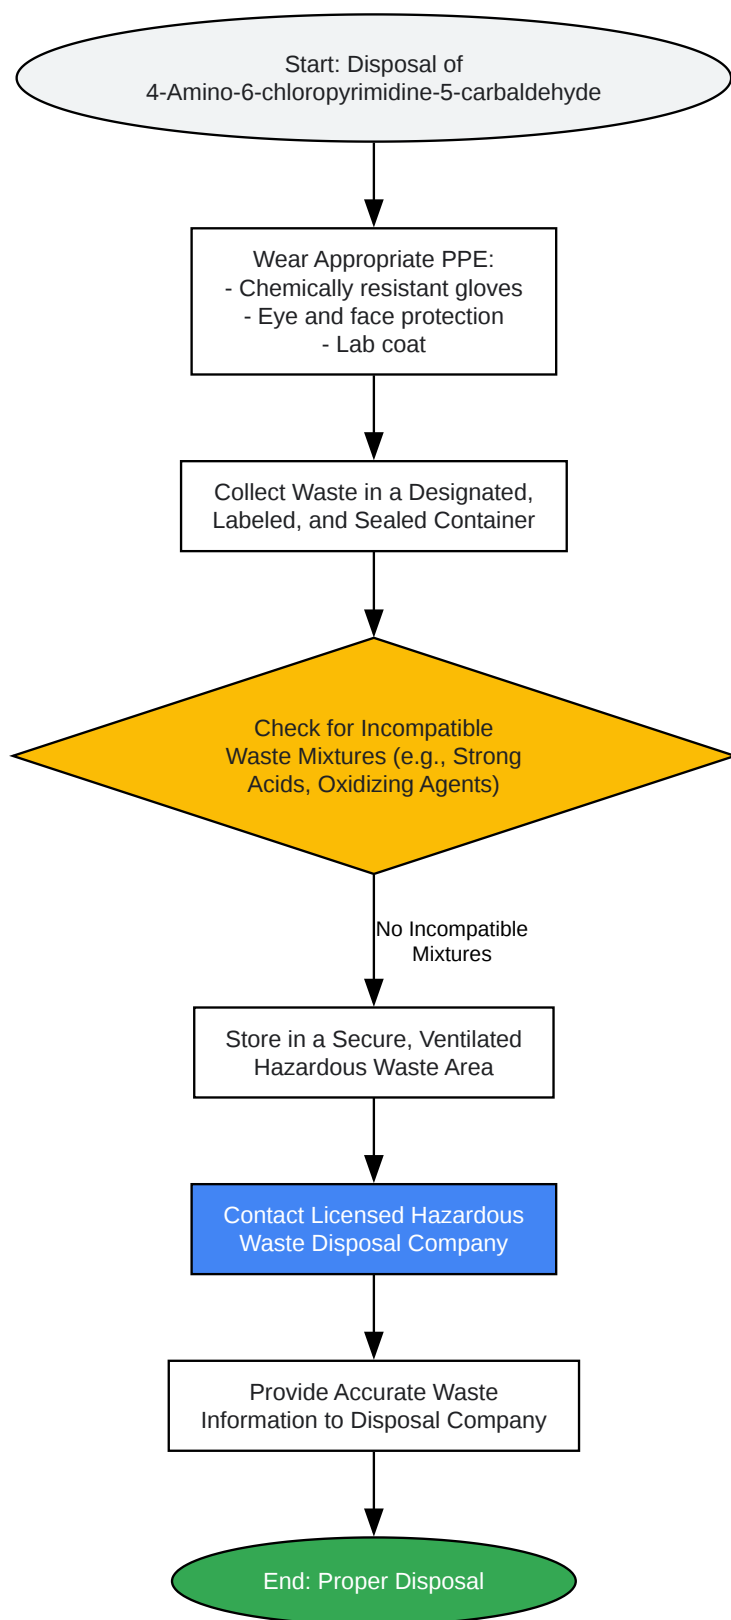 Start: Disposal of
4-Amino-6-chloropyrimidine-5-carbaldehyde
Wear Appropriate PPE:
- Chemically resistant gloves
- Eye and face protection
- Lab coat
Collect Waste in a Designated,
Labeled, and Sealed Container
Check for Incompatible
Waste Mixtures (e.g., Strong
Acids, Oxidizing Agents)
No Incompatible
Mixtures
Store in a Secure, Ventilated
Hazardous Waste Area
Contact Licensed Hazardous
Waste Disposal Company
Provide Accurate Waste
Information to Disposal Company
End: Proper Disposal